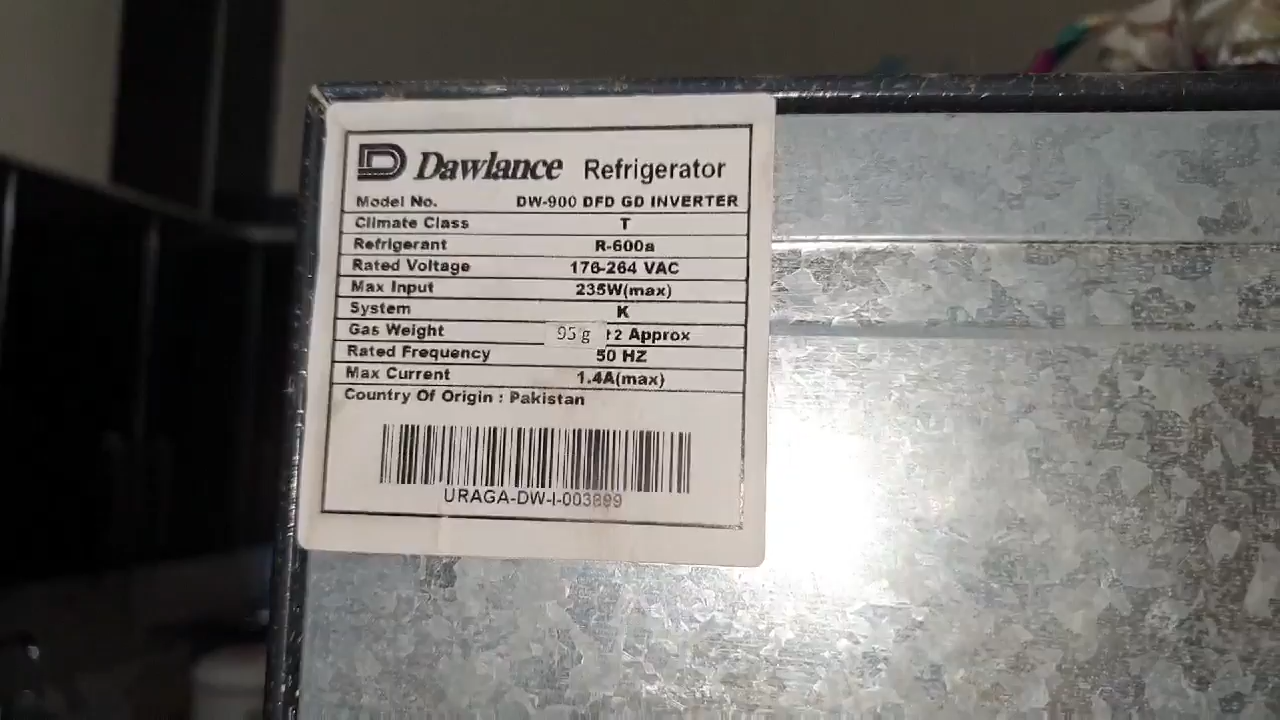 Dawlance Refrigerator
Model No. DW-900 DFD GD INVERTER
Climate Class T
Refrigerant R-600a
Rated Voltage 176-264 VAC
Max Input 235W(max)
System K
Gas Weight 95 g ±2 Approx
Rated Frequency 50 HZ
Max Current 1.4A(max)
Country Of Origin : Pakistan
URAGA-DW-I-003899